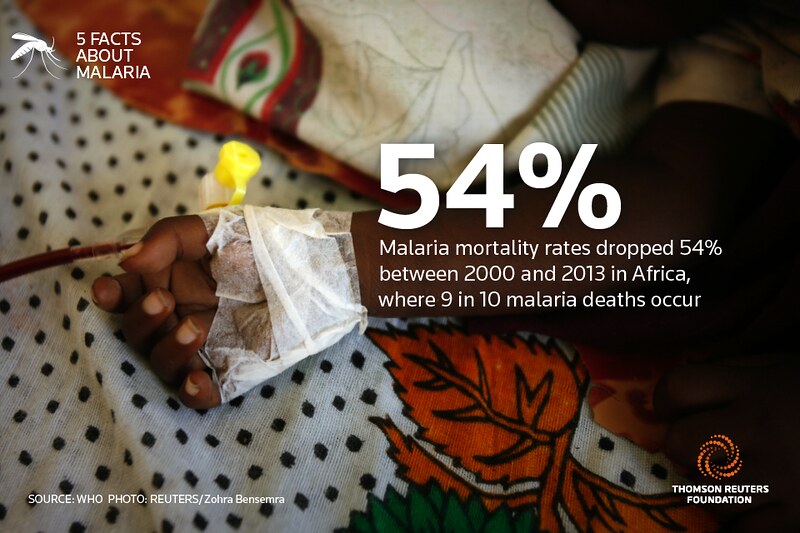 5 FACTS
ABOUT
MALARIA
54%
Malaria mortality rates dropped 54%
between 2000 and 2013 in Africa,
where 9 in 10 malaria deaths occur
SOURCE: WHO PHOTO: REUTERS/Zohra Bensemra
THOMSON REUTERS
FOUNDATION